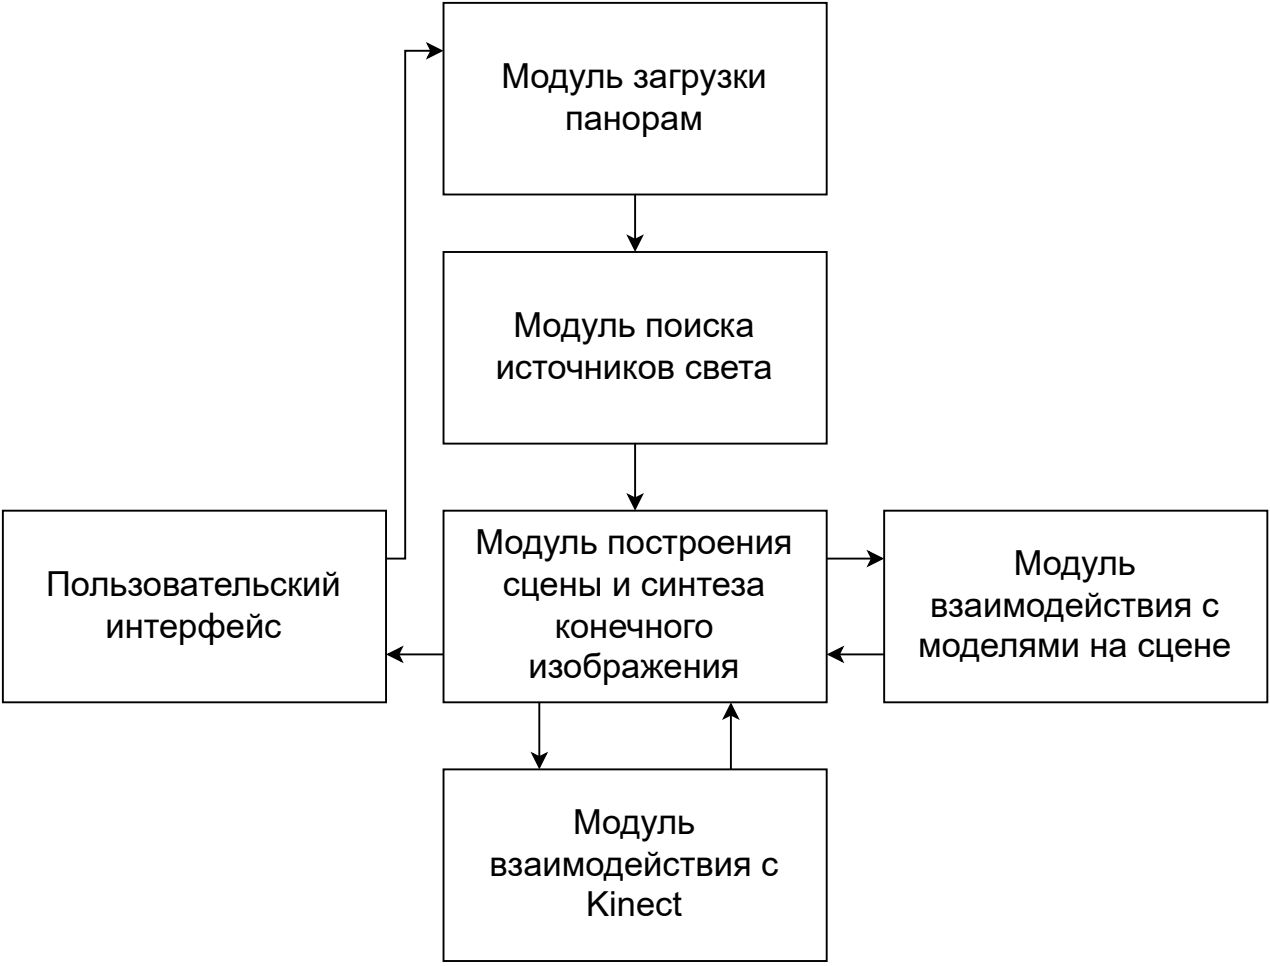 Модуль загрузки
панорам
Модуль поиска
источников света
Пользовательский
интерфейс
Модуль построения
сцены и синтеза
конечного
изображения
Модуль
взаимодействия с
моделями на сцене
Модуль
взаимодействия с
Kinect